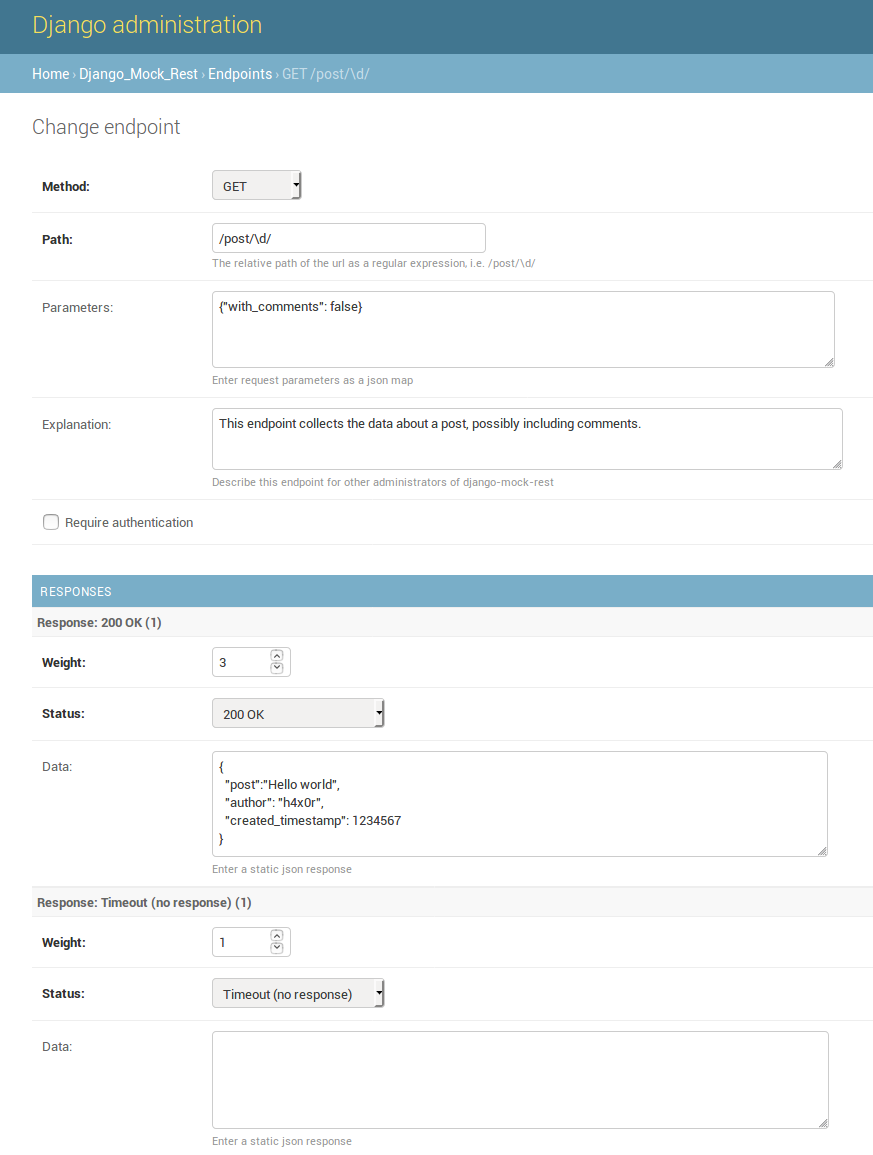 Django administration
Home › Django_Mock_Rest › Endpoints › GET /post/\d/
Change endpoint
Method: GET
Path: /post/\d/
The relative path of the url as a regular expression, i.e. /post/\d/
Parameters: {"with_comments": false}
Enter request parameters as a json map
Explanation: This endpoint collects the data about a post, possibly including comments.
Describe this endpoint for other administrators of django-mock-rest
Require authentication
RESPONSES
Response: 200 OK (1)
Weight: 3
Status: 200 OK
Data: {
"post":"Hello world",
"author": "h4x0r",
"created_timestamp": 1234567
}
Enter a static json response
Response: Timeout (no response) (1)
Weight: 1
Status: Timeout (no response)
Data:
Enter a static json response